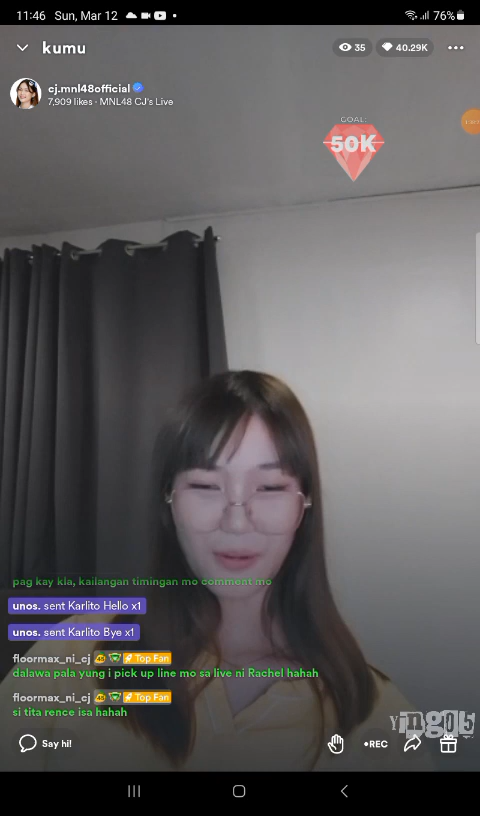 11:46 Sun, Mar 12
76%
kumu
35
40.29K
cj.mnl48official
7,909 likes · MNL48 CJ's Live
GOAL:
50K
pag kay kla, kailangan timingan mo comment mo
unos. sent Karlito Hello x1
unos. sent Karlito Bye x1
floormax_ni_cj Top Fan
dalawa pala yung i pick up line mo sa live ni Rachel hahah
floormax_ni_cj Top Fan
si tita rence isa hahah
Yingo15
Say hi!
•REC